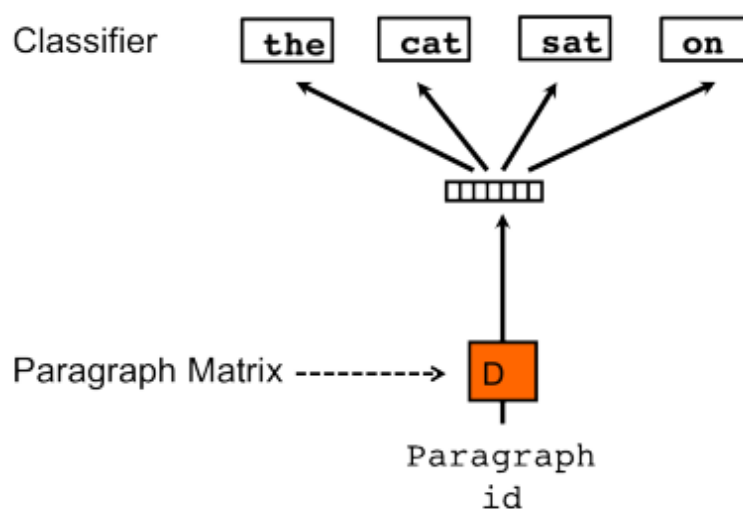 Classifier the cat sat on
Paragraph Matrix D
Paragraph
id